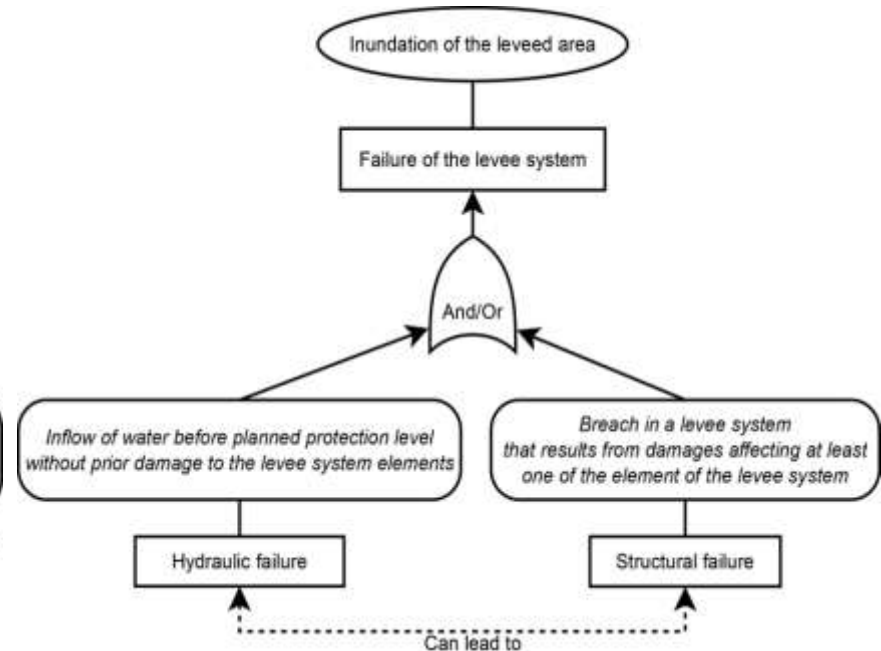 Inundation of the leveed area
Failure of the levee system
And/Or
Inflow of water before planned protection level
without prior damage to the levee system elements
Breach in a levee system
that results from damages affecting at least
one of the element of the levee system
Hydraulic failure
Structural failure
Can lead to